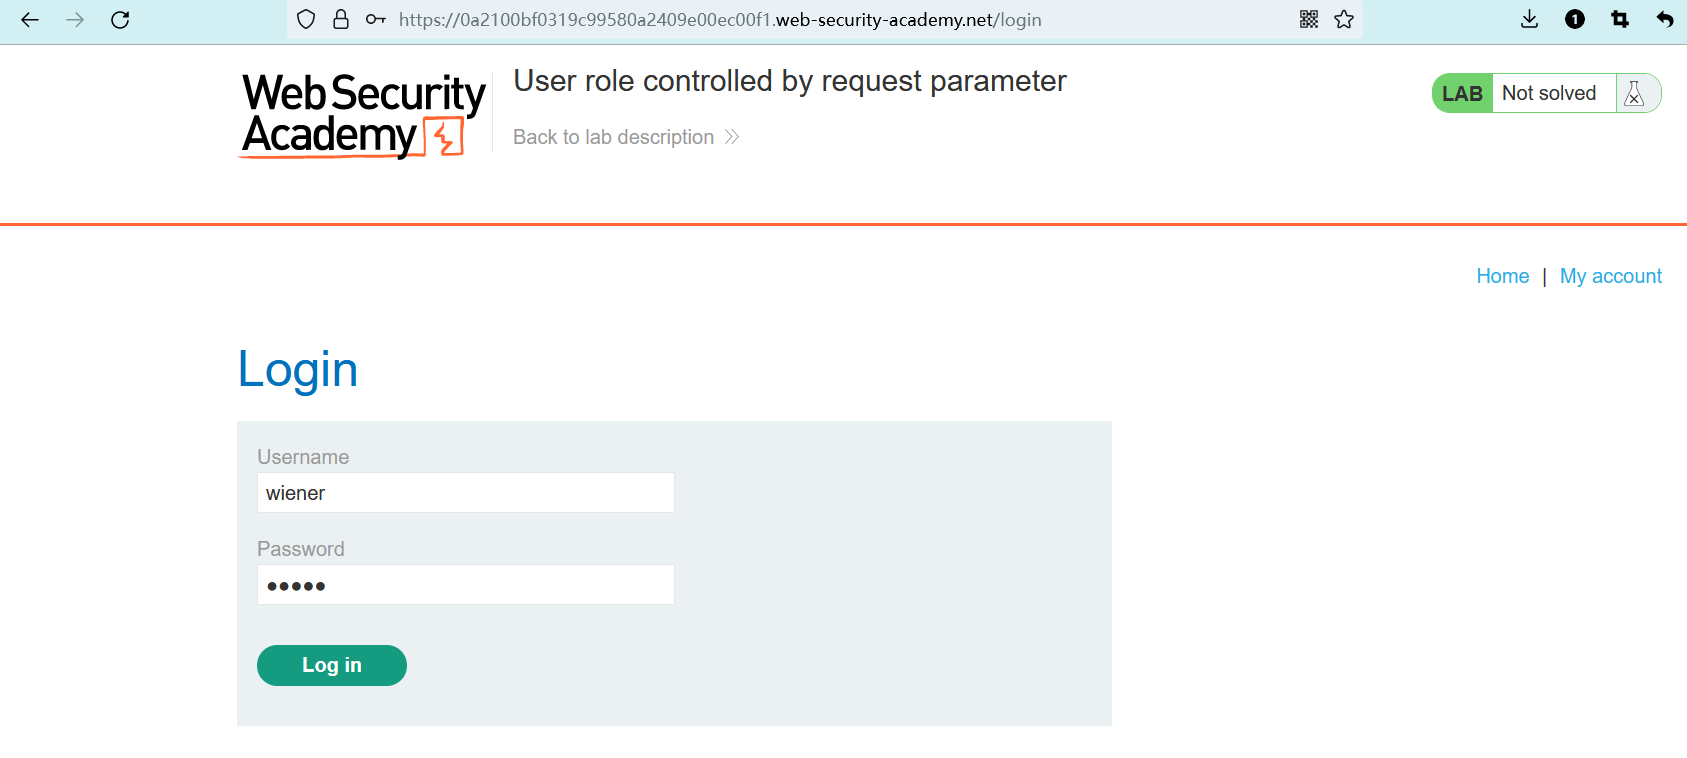 https://0a2100bf0319c99580a2409e00ec00f1.web-security-academy.net/login
1
Web Security
Academy
User role controlled by request parameter
Back to lab description
LAB Not solved
Home | My account
Login
Username
wiener
Password
•••••
Log in